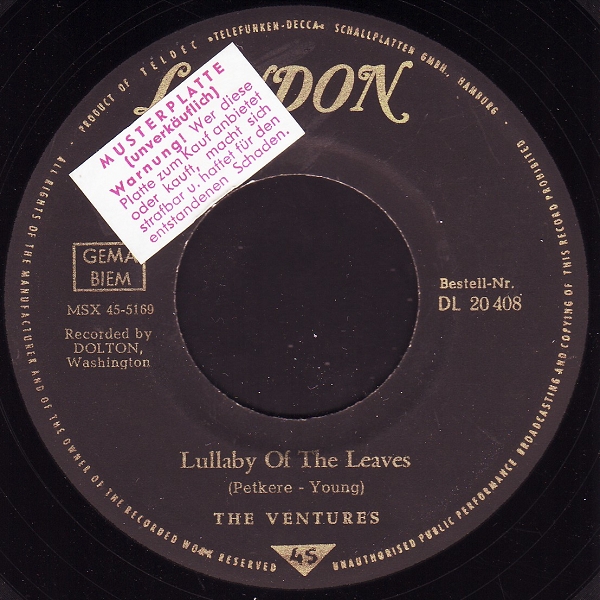 · PRODUCT OF TELDEC »TELEFUNKEN-DECCA« SCHALLPLATTEN GMBH., HAMBURG ·
L NDON
MUSTERPLATTE
(unverkäuflich)
Warnung! Wer diese
Platte zum Kauf anbietet
oder kauft, macht sich
strafbar u. haftet für den
entstandenen Schaden.
GEMA
BIEM
MSX 45-5169
Recorded by
DOLTON,
Washington
Bestell-Nr.
DL 20 408
Lullaby Of The Leaves
(Petkere - Young)
THE VENTURES
45
ALL RIGHTS OF THE MANUFACTURER AND OF THE OWNER OF THE RECORDED WORK RESERVED
UNAUTHORISED PUBLIC PERFORMANCE BROADCASTING AND COPYING OF THIS RECORD PROHIBITED